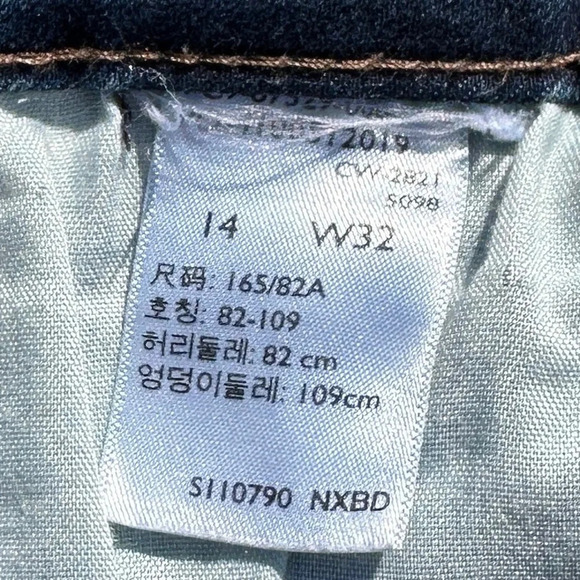 2019
CW-2821
S098
14 W32
尺码: 165/82A
호칭: 82-109
허리둘레: 82 cm
엉덩이둘레: 109cm
S110790 NXBD